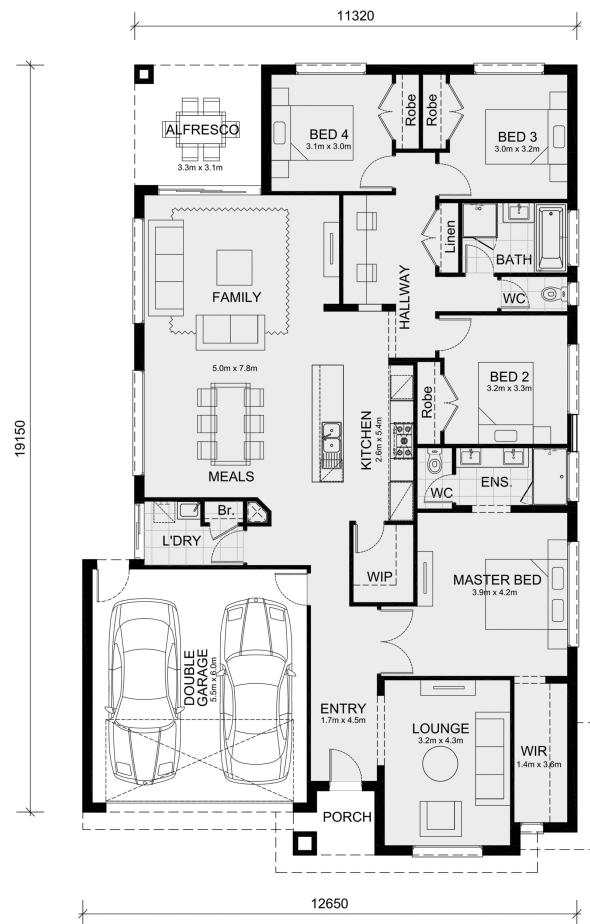 11320
19150
ALFRESCO
3.3m x 3.1m
BED 4
3.1m x 3.0m
Robe
Robe
BED 3
3.0m x 3.2m
FAMILY
5.0m x 7.8m
MEALS
HALLWAY
Linen
BATH
WC
BED 2
3.2m x 3.3m
Robe
KITCHEN
2.6m x 5.4m
WC
ENS.
Br.
L'DRY
WIP
MASTER BED
3.9m x 4.2m
DOUBLE
GARAGE
5.5m x 6.0m
ENTRY
1.7m x 4.5m
LOUNGE
3.2m x 4.3m
WIR
1.4m x 3.6m
PORCH
12650